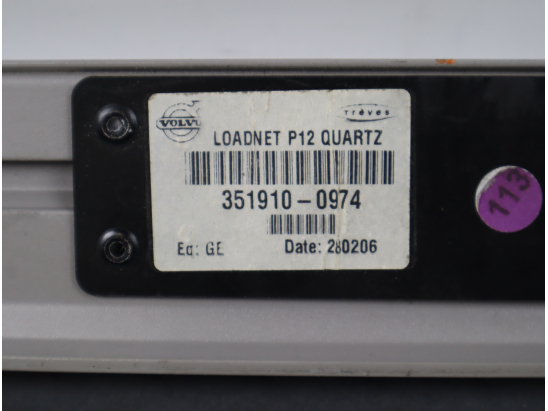 VOLVO
Trèves
LOADNET P12 QUARTZ
351910-0974
Eq: GE
Date: 280206
113